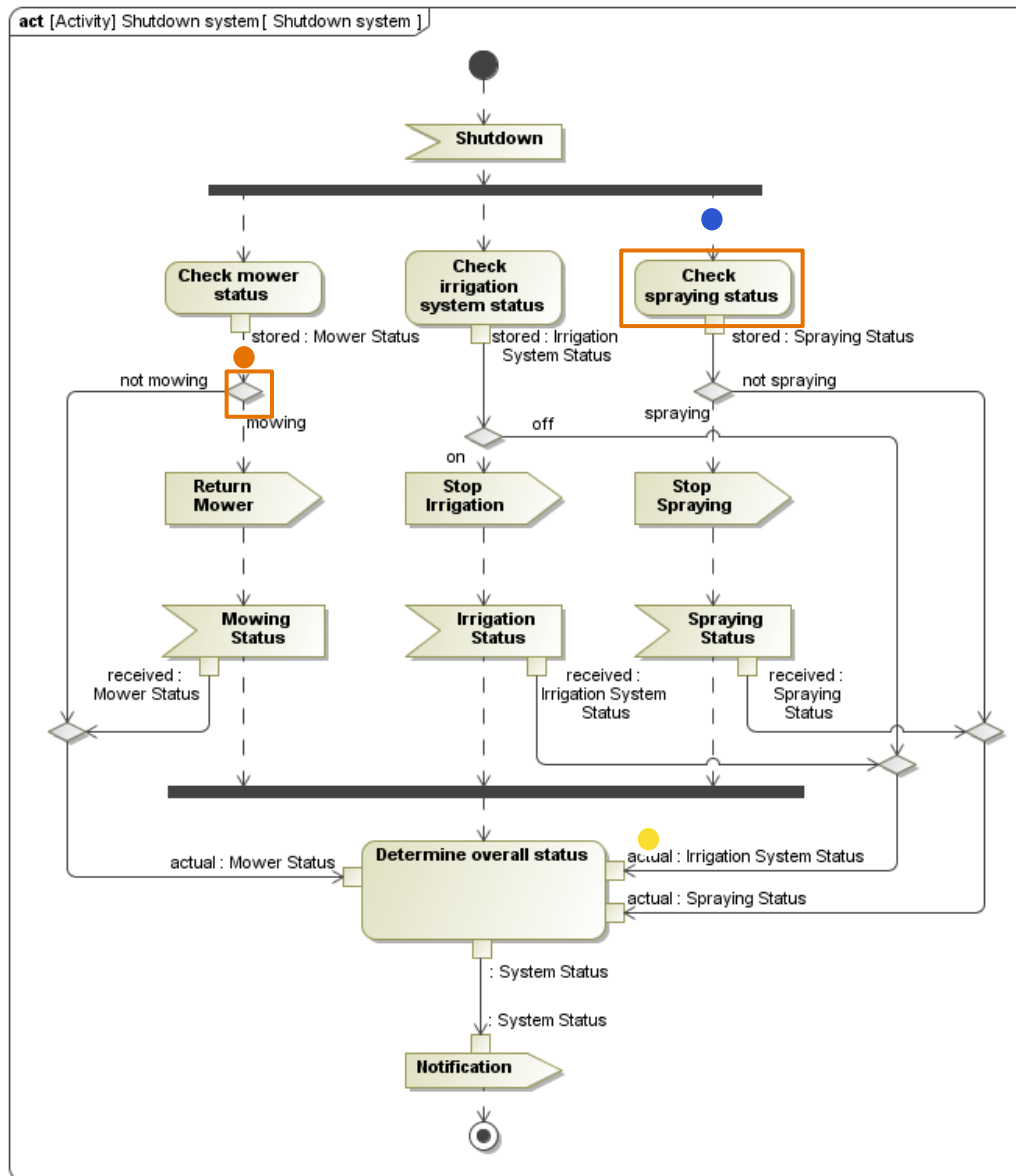 act [Activity] Shutdown system [ Shutdown system ]
Shutdown
Check mower
status
Check
irrigation
system status
Check
spraying status
stored : Mower Status
stored : Irrigation
System Status
stored : Spraying Status
not mowing
mowing
off
on
not spraying
spraying
Return
Mower
Stop
Irrigation
Stop
Spraying
Mowing
Status
Irrigation
Status
Spraying
Status
received :
Mower Status
received :
Irrigation System
Status
received :
Spraying
Status
Determine overall status
actual : Mower Status
actual : Irrigation System Status
actual : Spraying Status
: System Status
: System Status
Notification